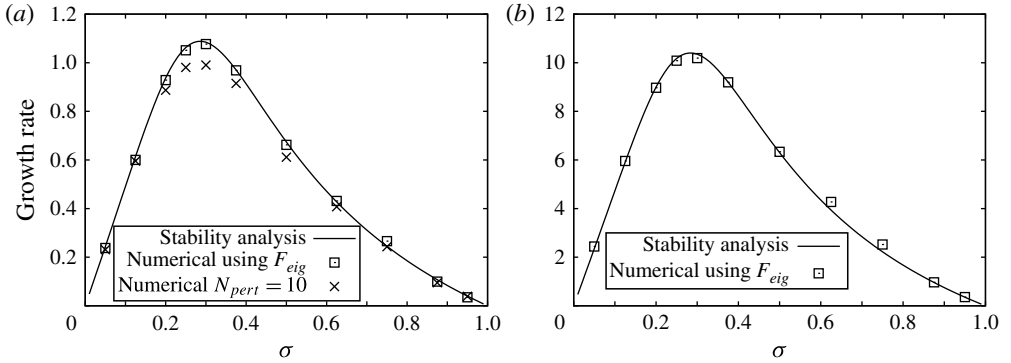 (a)
1.2
1.0
0.8
0.6
0.4
0.2
Growth rate
Stability analysis
Numerical using F_eig
Numerical N_pert = 10
0 0.2 0.4 0.6 0.8 1.0
σ
(b)
12
10
8
6
4
2
Stability analysis
Numerical using F_eig
0 0.2 0.4 0.6 0.8 1.0
σ